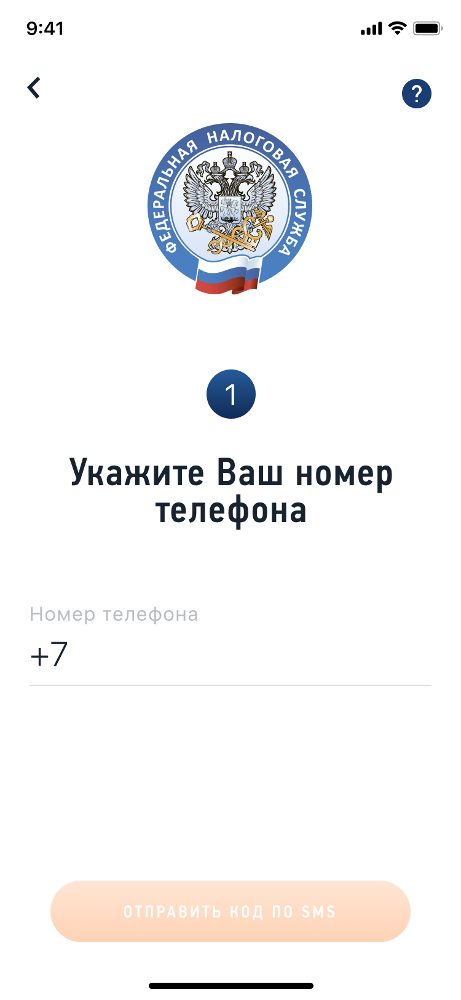 9:41
?
ФЕДЕРАЛЬНАЯ НАЛОГОВАЯ СЛУЖБА
1
Укажите Ваш номер
телефона
Номер телефона
+7
ОТПРАВИТЬ КОД ПО SMS